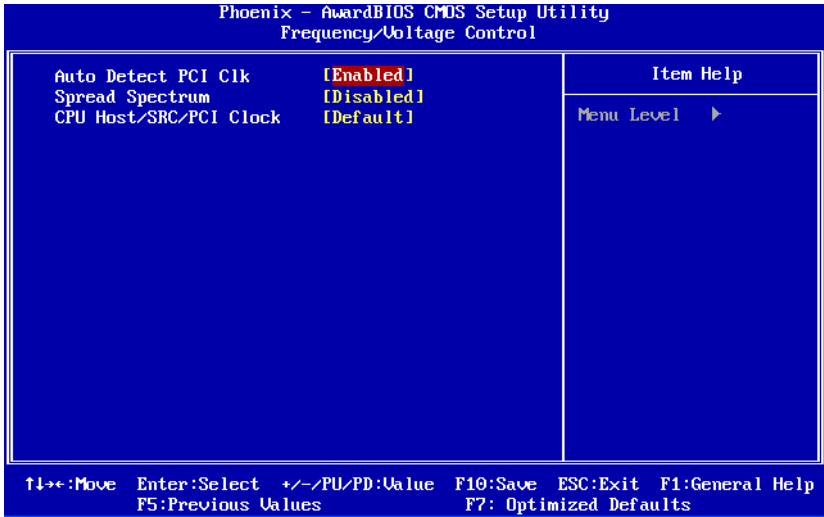 Phoenix - AwardBIOS CMOS Setup Utility
Frequency/Voltage Control
Auto Detect PCI Clk [Enabled]
Spread Spectrum [Disabled]
CPU Host/SRC/PCI Clock [Default]
Item Help
Menu Level ▶
↑↓→←:Move Enter:Select +/-/PU/PD:Value F10:Save ESC:Exit F1:General Help
F5:Previous Values F7: Optimized Defaults